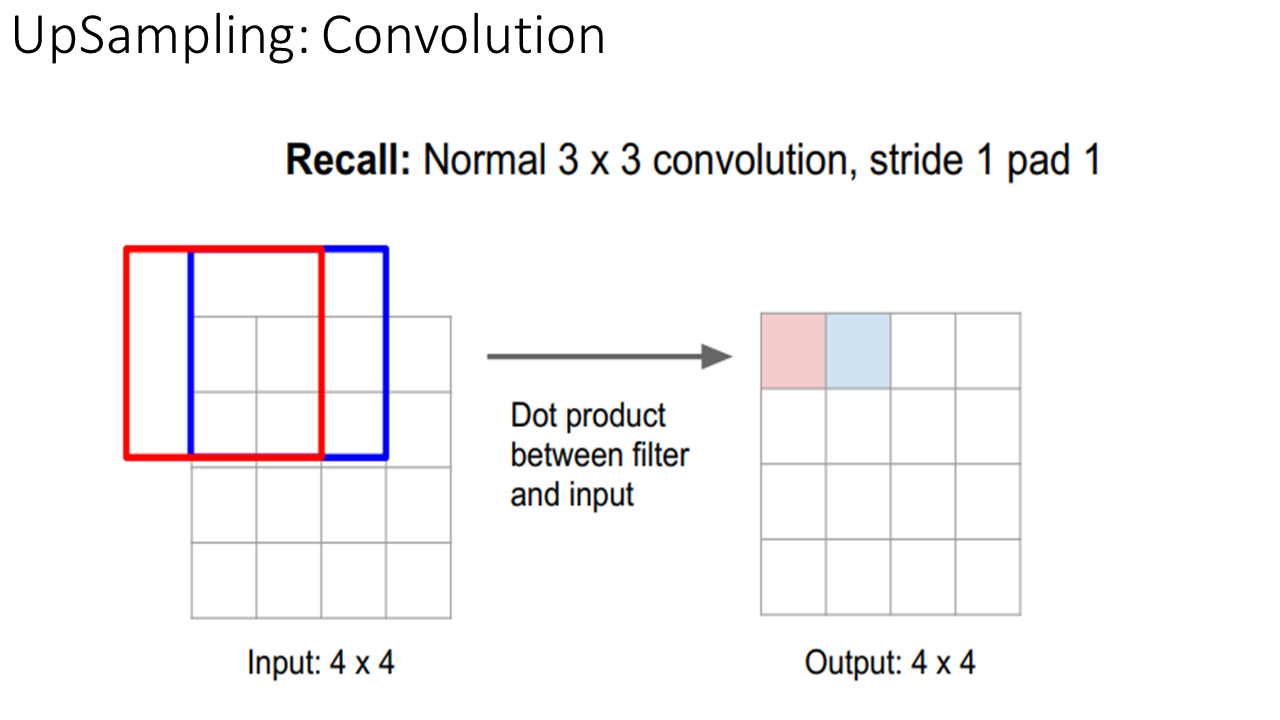 UpSampling: Convolution
Recall: Normal 3 x 3 convolution, stride 1 pad 1
Dot product
between filter
and input
Input: 4 x 4
Output: 4 x 4